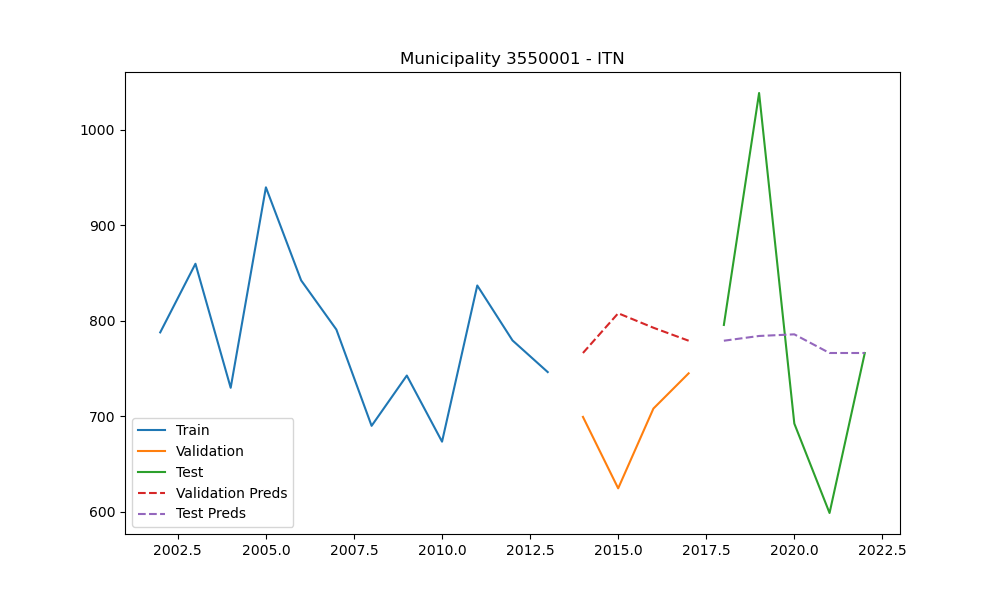 Municipality 3550001 - ITN
1000
900
800
700
600
Train
Validation
Test
Validation Preds
Test Preds
2002.5 2005.0 2007.5 2010.0 2012.5 2015.0 2017.5 2020.0 2022.5